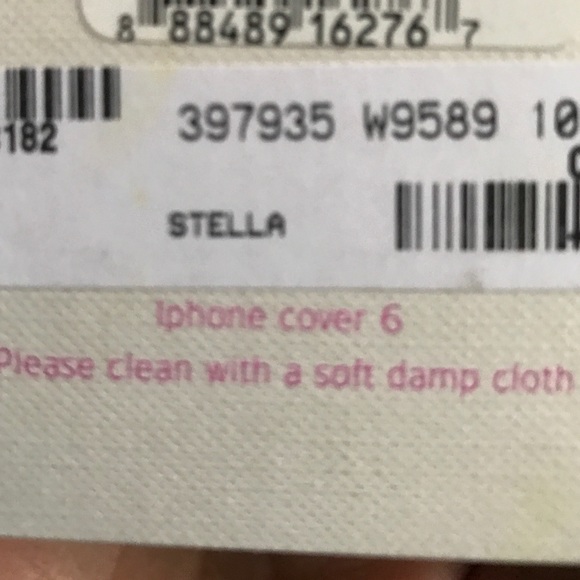 8 88489 16276 7
397935 W9589 10
182
STELLA
Iphone cover 6
Please clean with a soft damp cloth